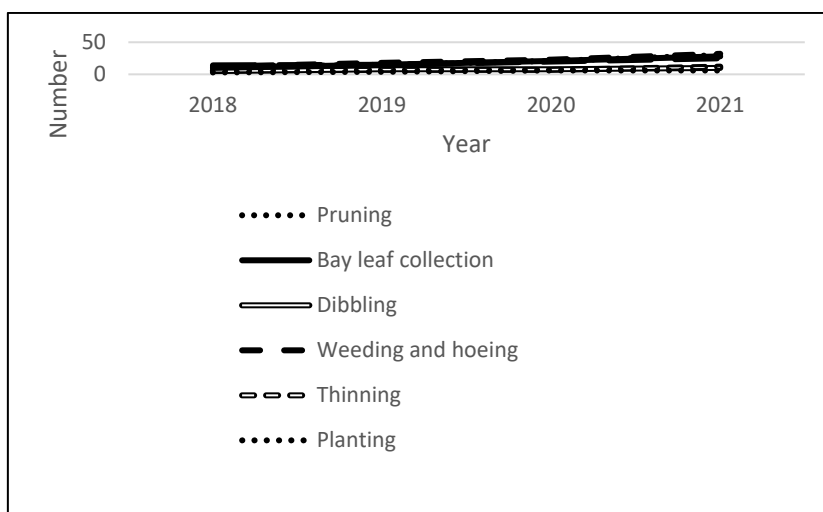 50
0
Number
2018 2019 2020 2021
Year
Pruning
Bay leaf collection
Dibbling
Weeding and hoeing
Thinning
Planting